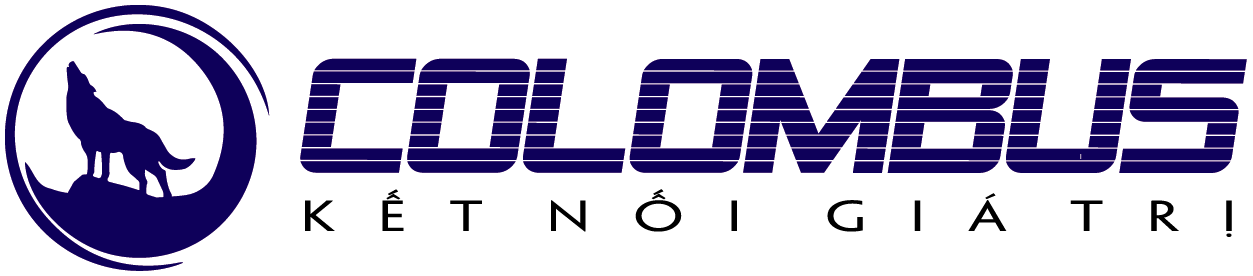 COLOMBUS
KẾT NỐI GIÁ TRỊ